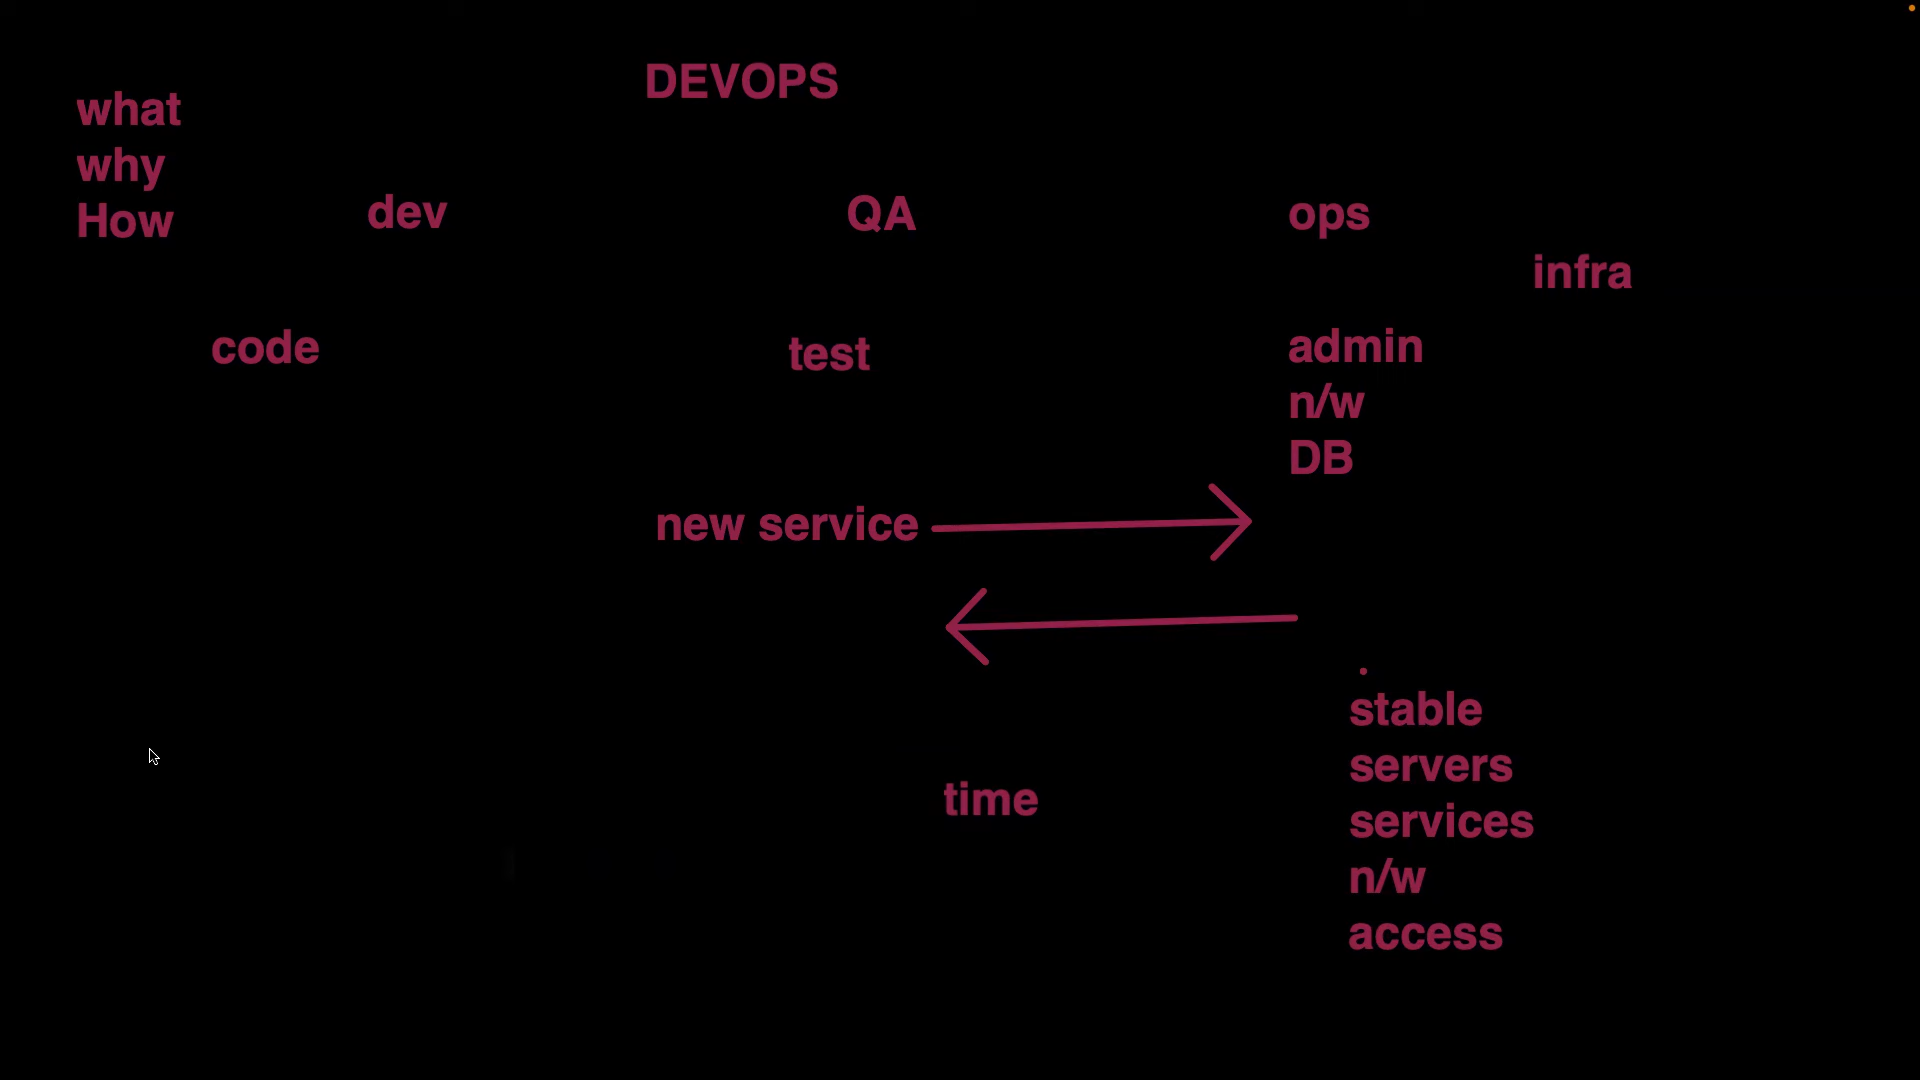 DEVOPS
what
why
How
dev
QA
ops
infra
code
test
admin
n/w
DB
new service
stable
servers
services
n/w
access
time